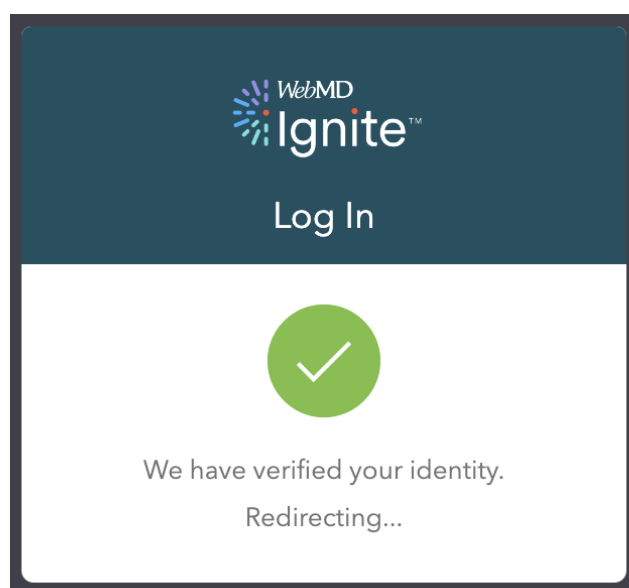 WebMD
Ignite™
Log In
We have verified your identity.
Redirecting...